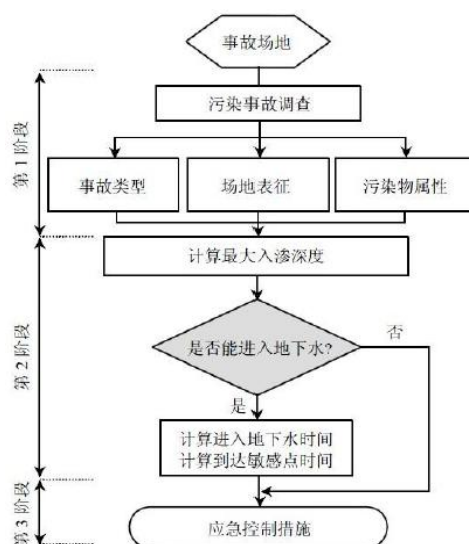 事故场地
第1阶段
污染事故调查
事故类型
场地表征
污染物属性
第2阶段
计算最大入渗深度
是否能进入地下水?
否
是
计算进入地下水时间
计算到达敏感点时间
第3阶段
应急控制措施